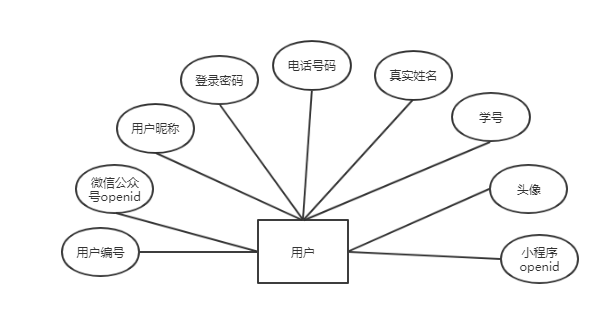 电话号码
真实姓名
登录密码
学号
用户昵称
微信公众
号openid
头像
用户编号
用户
小程序
openid